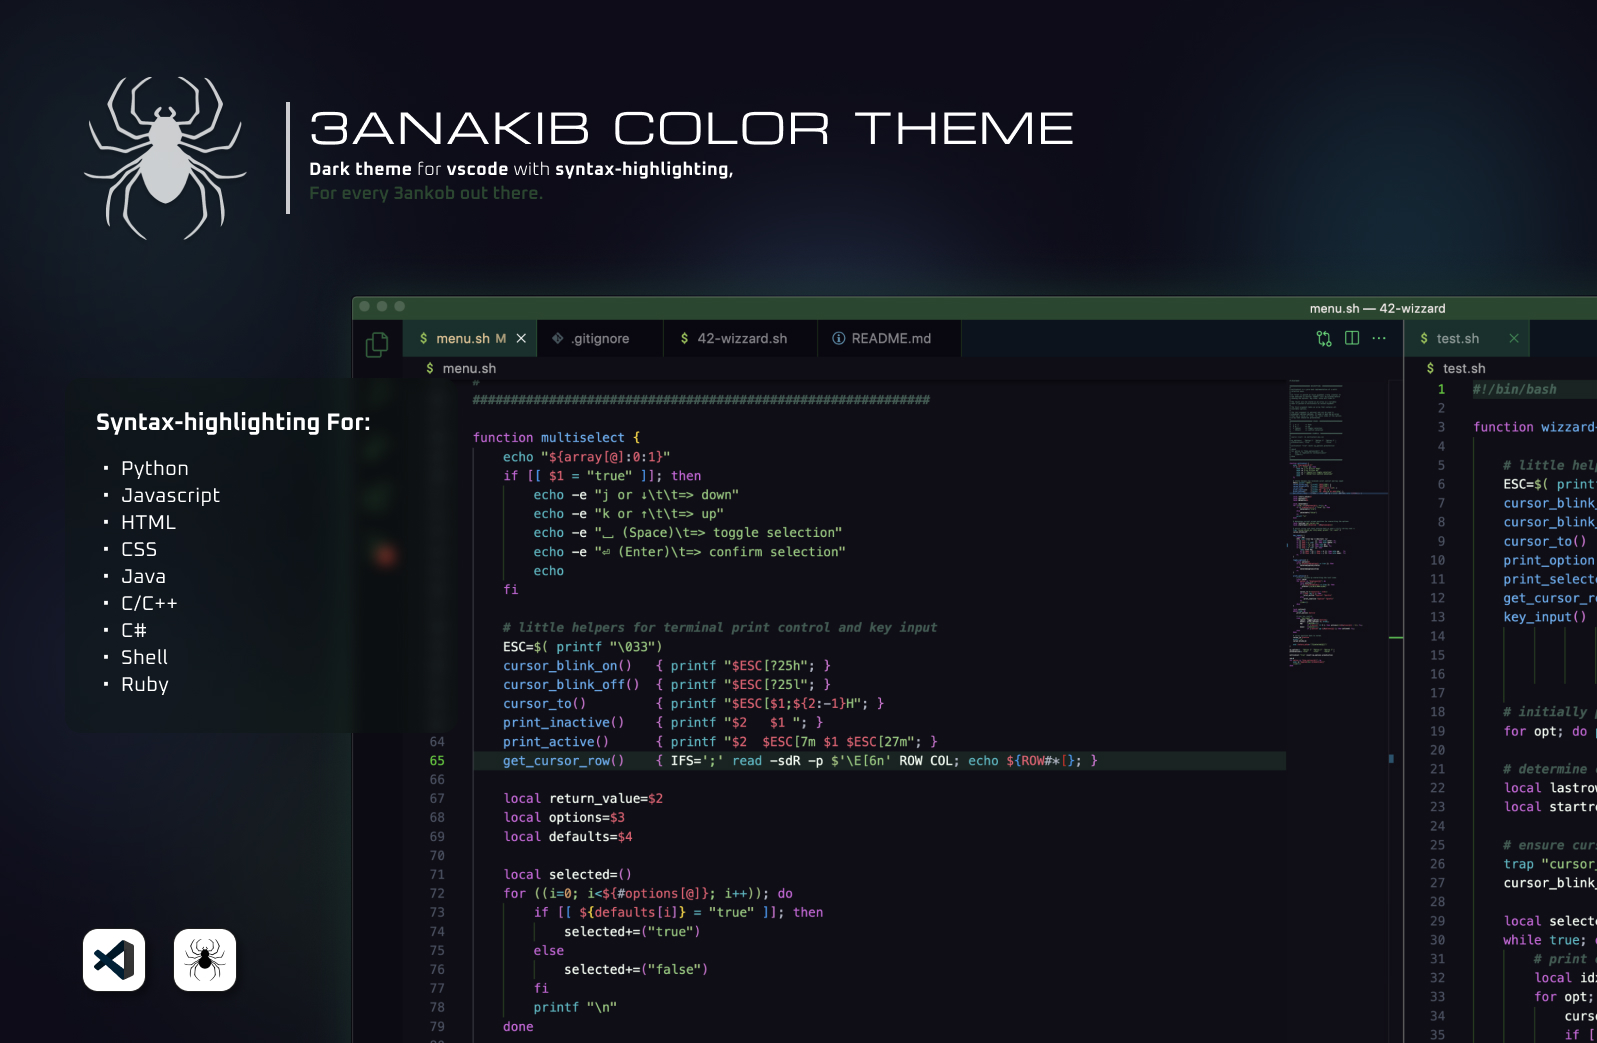 3ANAKIB COLOR THEME
Dark theme for vscode with syntax-highlighting,
For every 3ankob out there.
menu.sh — 42-wizzard
$ menu.sh M
.gitignore
$ 42-wizzard.sh
README.md
$ test.sh
$ menu.sh
$ test.sh
Syntax-highlighting For:
· Python
· Javascript
· HTML
· CSS
· Java
· C/C++
· C#
· Shell
· Ruby
#
############################################################
function multiselect {
echo "${array[@]:0:1}"
if [[ $1 = "true" ]]; then
echo -e "j or ↓\t\t=> down"
echo -e "k or ↑\t\t=> up"
echo -e "⎵ (Space)\t=> toggle selection"
echo -e "⏎ (Enter)\t=> confirm selection"
echo
fi
# little helpers for terminal print control and key input
ESC=$( printf "\033")
cursor_blink_on()   { printf "$ESC[?25h"; }
cursor_blink_off()  { printf "$ESC[?25l"; }
cursor_to()         { printf "$ESC[$1;${2:-1}H"; }
print_inactive()    { printf "$2   $1 "; }
64 print_active()      { printf "$2  $ESC[7m $1 $ESC[27m"; }
65 get_cursor_row()    { IFS=';' read -sdR -p $'\E[6n' ROW COL; echo ${ROW#*[}; }
66
67 local return_value=$2
68 local options=$3
69 local defaults=$4
70
71 local selected=()
72 for ((i=0; i<${#options[@]}; i++)); do
73 if [[ ${defaults[i]} = "true" ]]; then
74 selected+=("true")
75 else
76 selected+=("false")
77 fi
78 printf "\n"
79 done
1 #!/bin/bash
2
3 function wizzard
4
5 # little hel
6 ESC=$( print
7 cursor_blink_
8 cursor_blink_
9 cursor_to()
10 print_option
11 print_select
12 get_cursor_r
13 key_input()
14
15
16
17
18 # initially
19 for opt; do
20
21 # determine
22 local lastro
23 local startr
24
25 # ensure cur
26 trap "cursor_
27 cursor_blink_
28
29 local select
30 while true;
31 # print
32 local id
33 for opt;
34 curs
35 if [